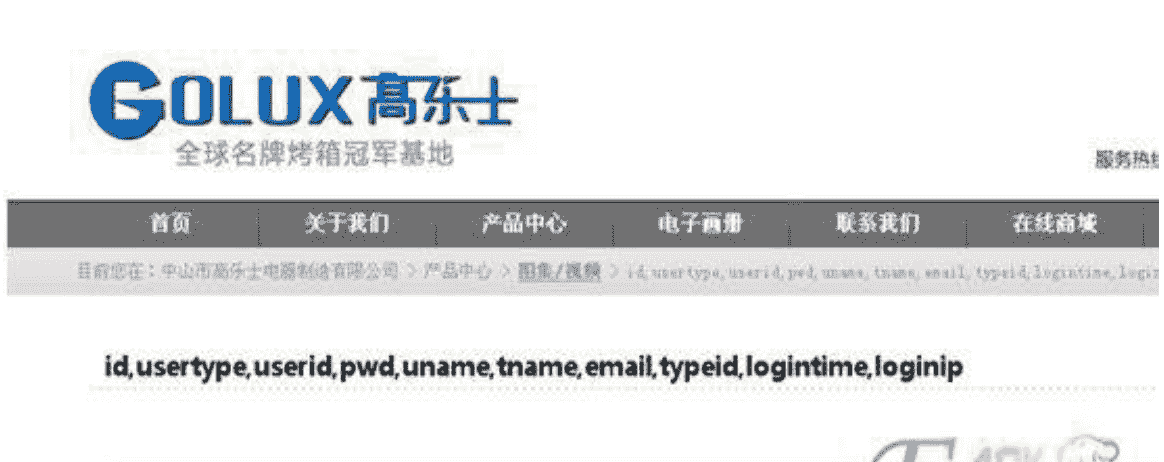 GOLUX高乐士
全球名牌烤箱冠军基地
服务热线
首页 关于我们 产品中心 电子画册 联系我们 在线商城
目前您在：中山市高乐士电器制造有限公司 > 产品中心 > 图集/视频 > id,usertype,userid,pwd,uname,tname,email,typeid,logintime,login
id,usertype,userid,pwd,uname,tname,email,typeid,logintime,loginip